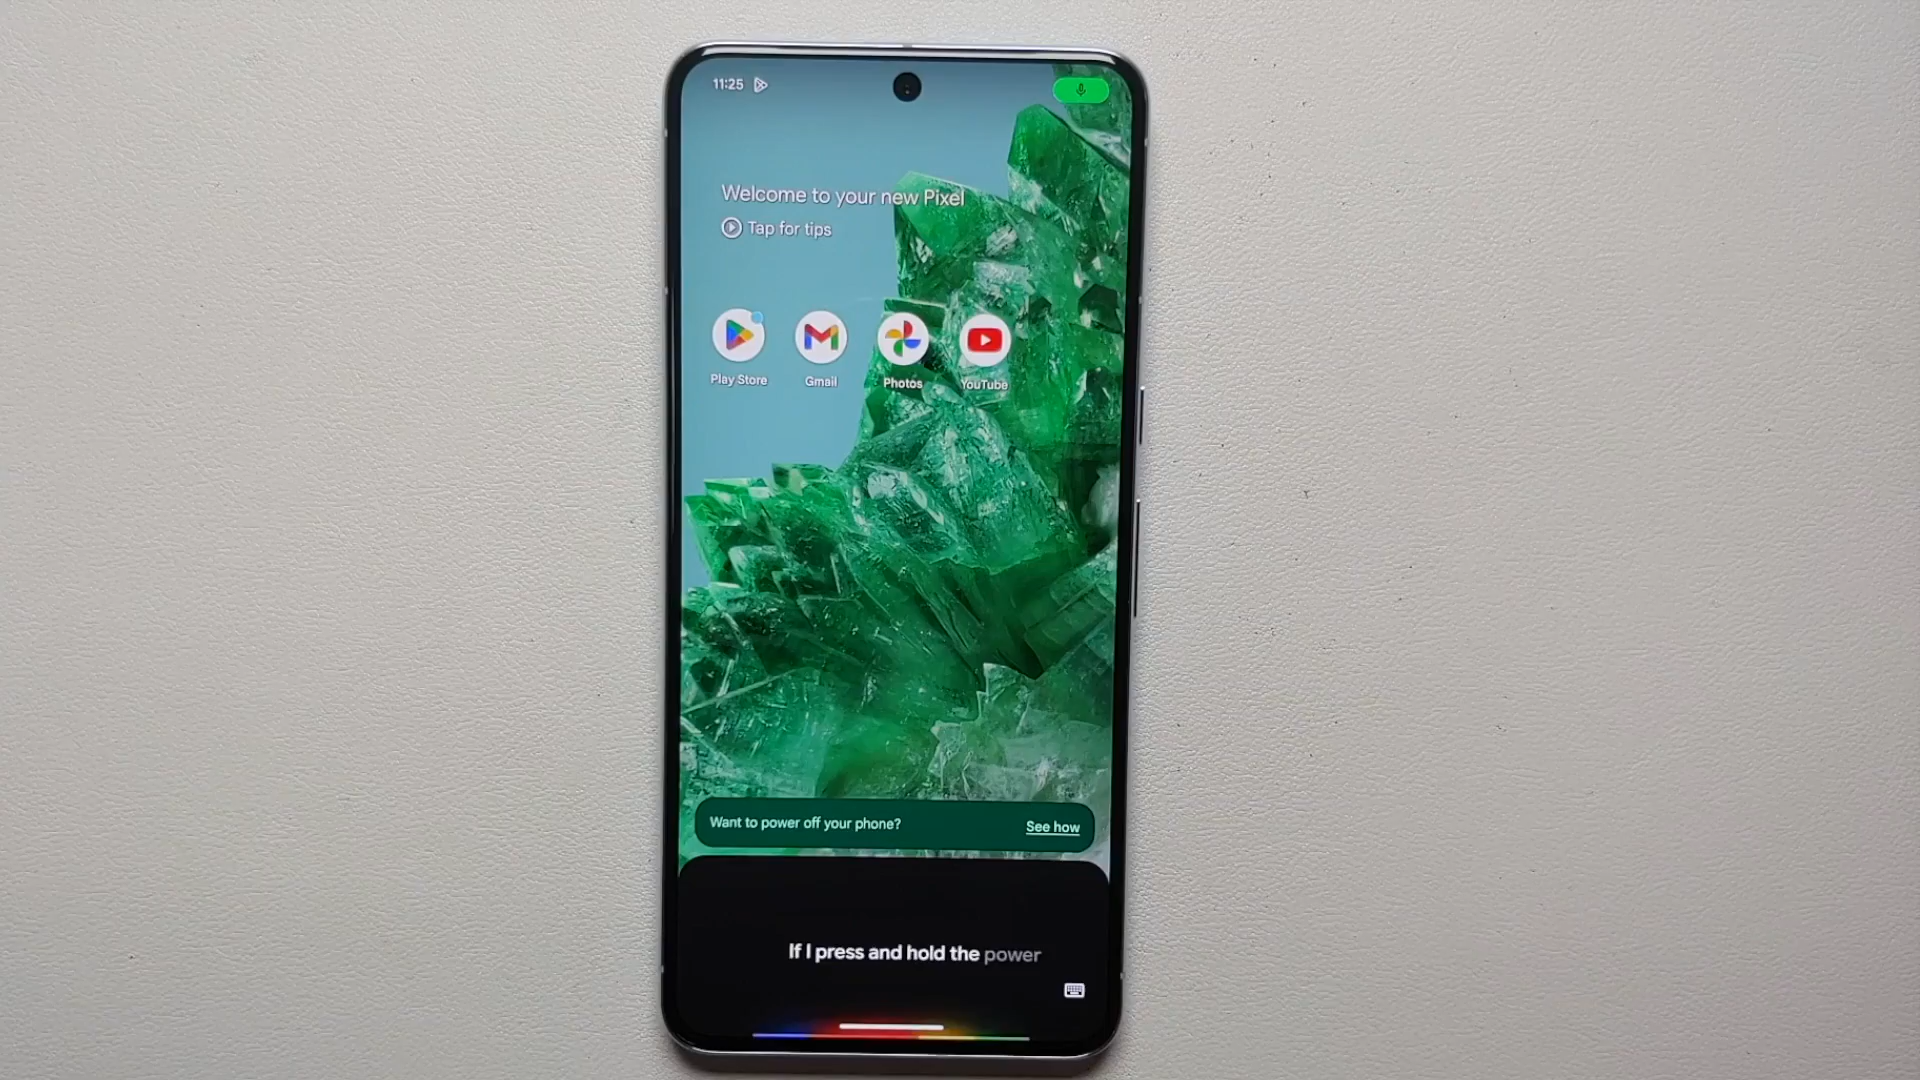 11:25
Welcome to your new Pixel
Tap for tips
Play Store
Gmail
Photos
YouTube
Want to power off your phone?
See how
If I press and hold the power